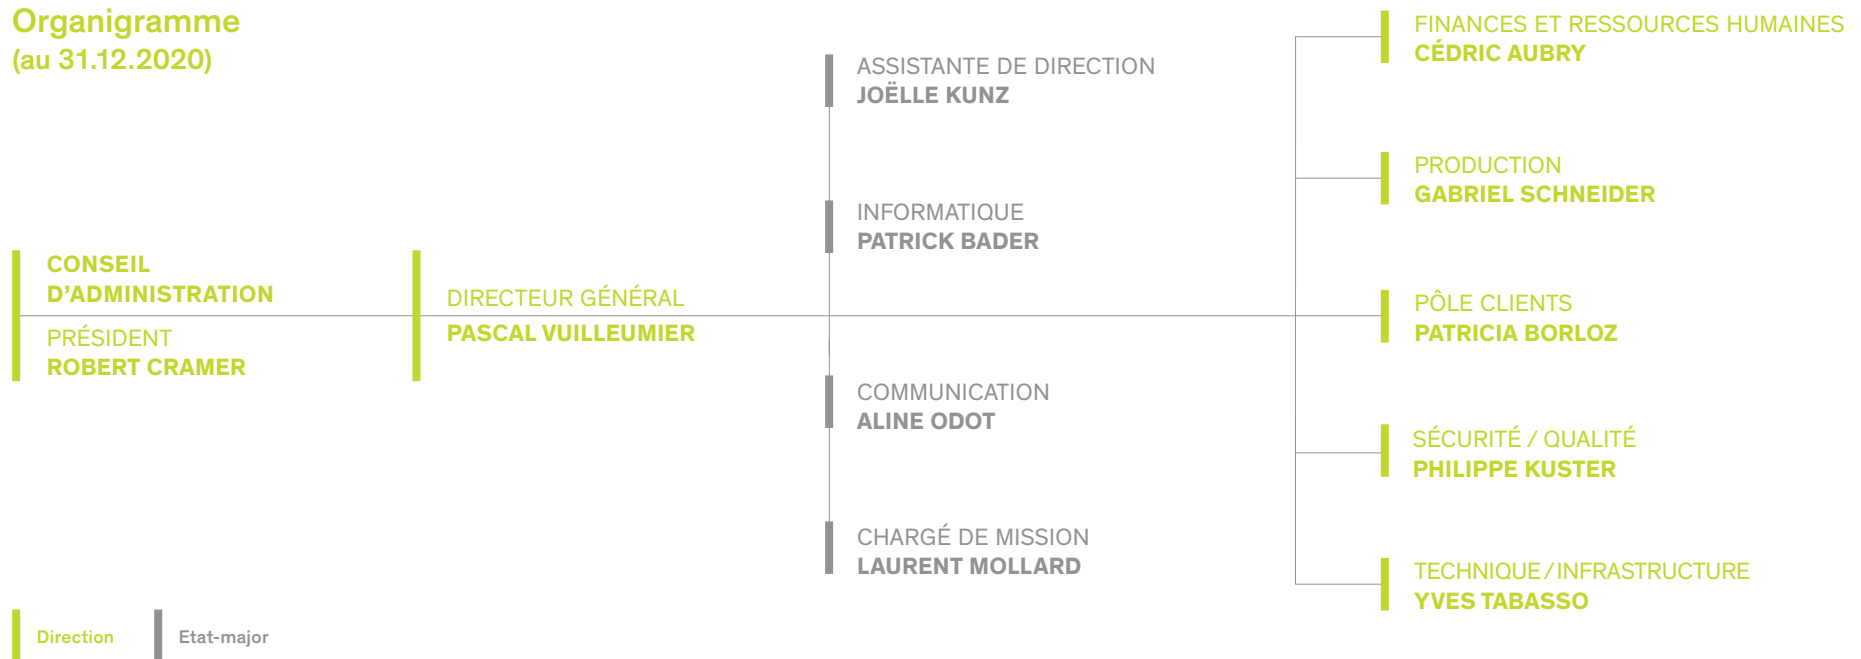 Organigramme
(au 31.12.2020)
CONSEIL
D’ADMINISTRATION
PRÉSIDENT
ROBERT CRAMER
DIRECTEUR GÉNÉRAL
PASCAL VUILLEUMIER
ASSISTANTE DE DIRECTION
JOËLLE KUNZ
INFORMATIQUE
PATRICK BADER
COMMUNICATION
ALINE ODOT
CHARGÉ DE MISSION
LAURENT MOLLARD
FINANCES ET RESSOURCES HUMAINES
CÉDRIC AUBRY
PRODUCTION
GABRIEL SCHNEIDER
PÔLE CLIENTS
PATRICIA BORLOZ
SÉCURITÉ / QUALITÉ
PHILIPPE KUSTER
TECHNIQUE/INFRASTRUCTURE
YVES TABASSO
Direction
Etat-major